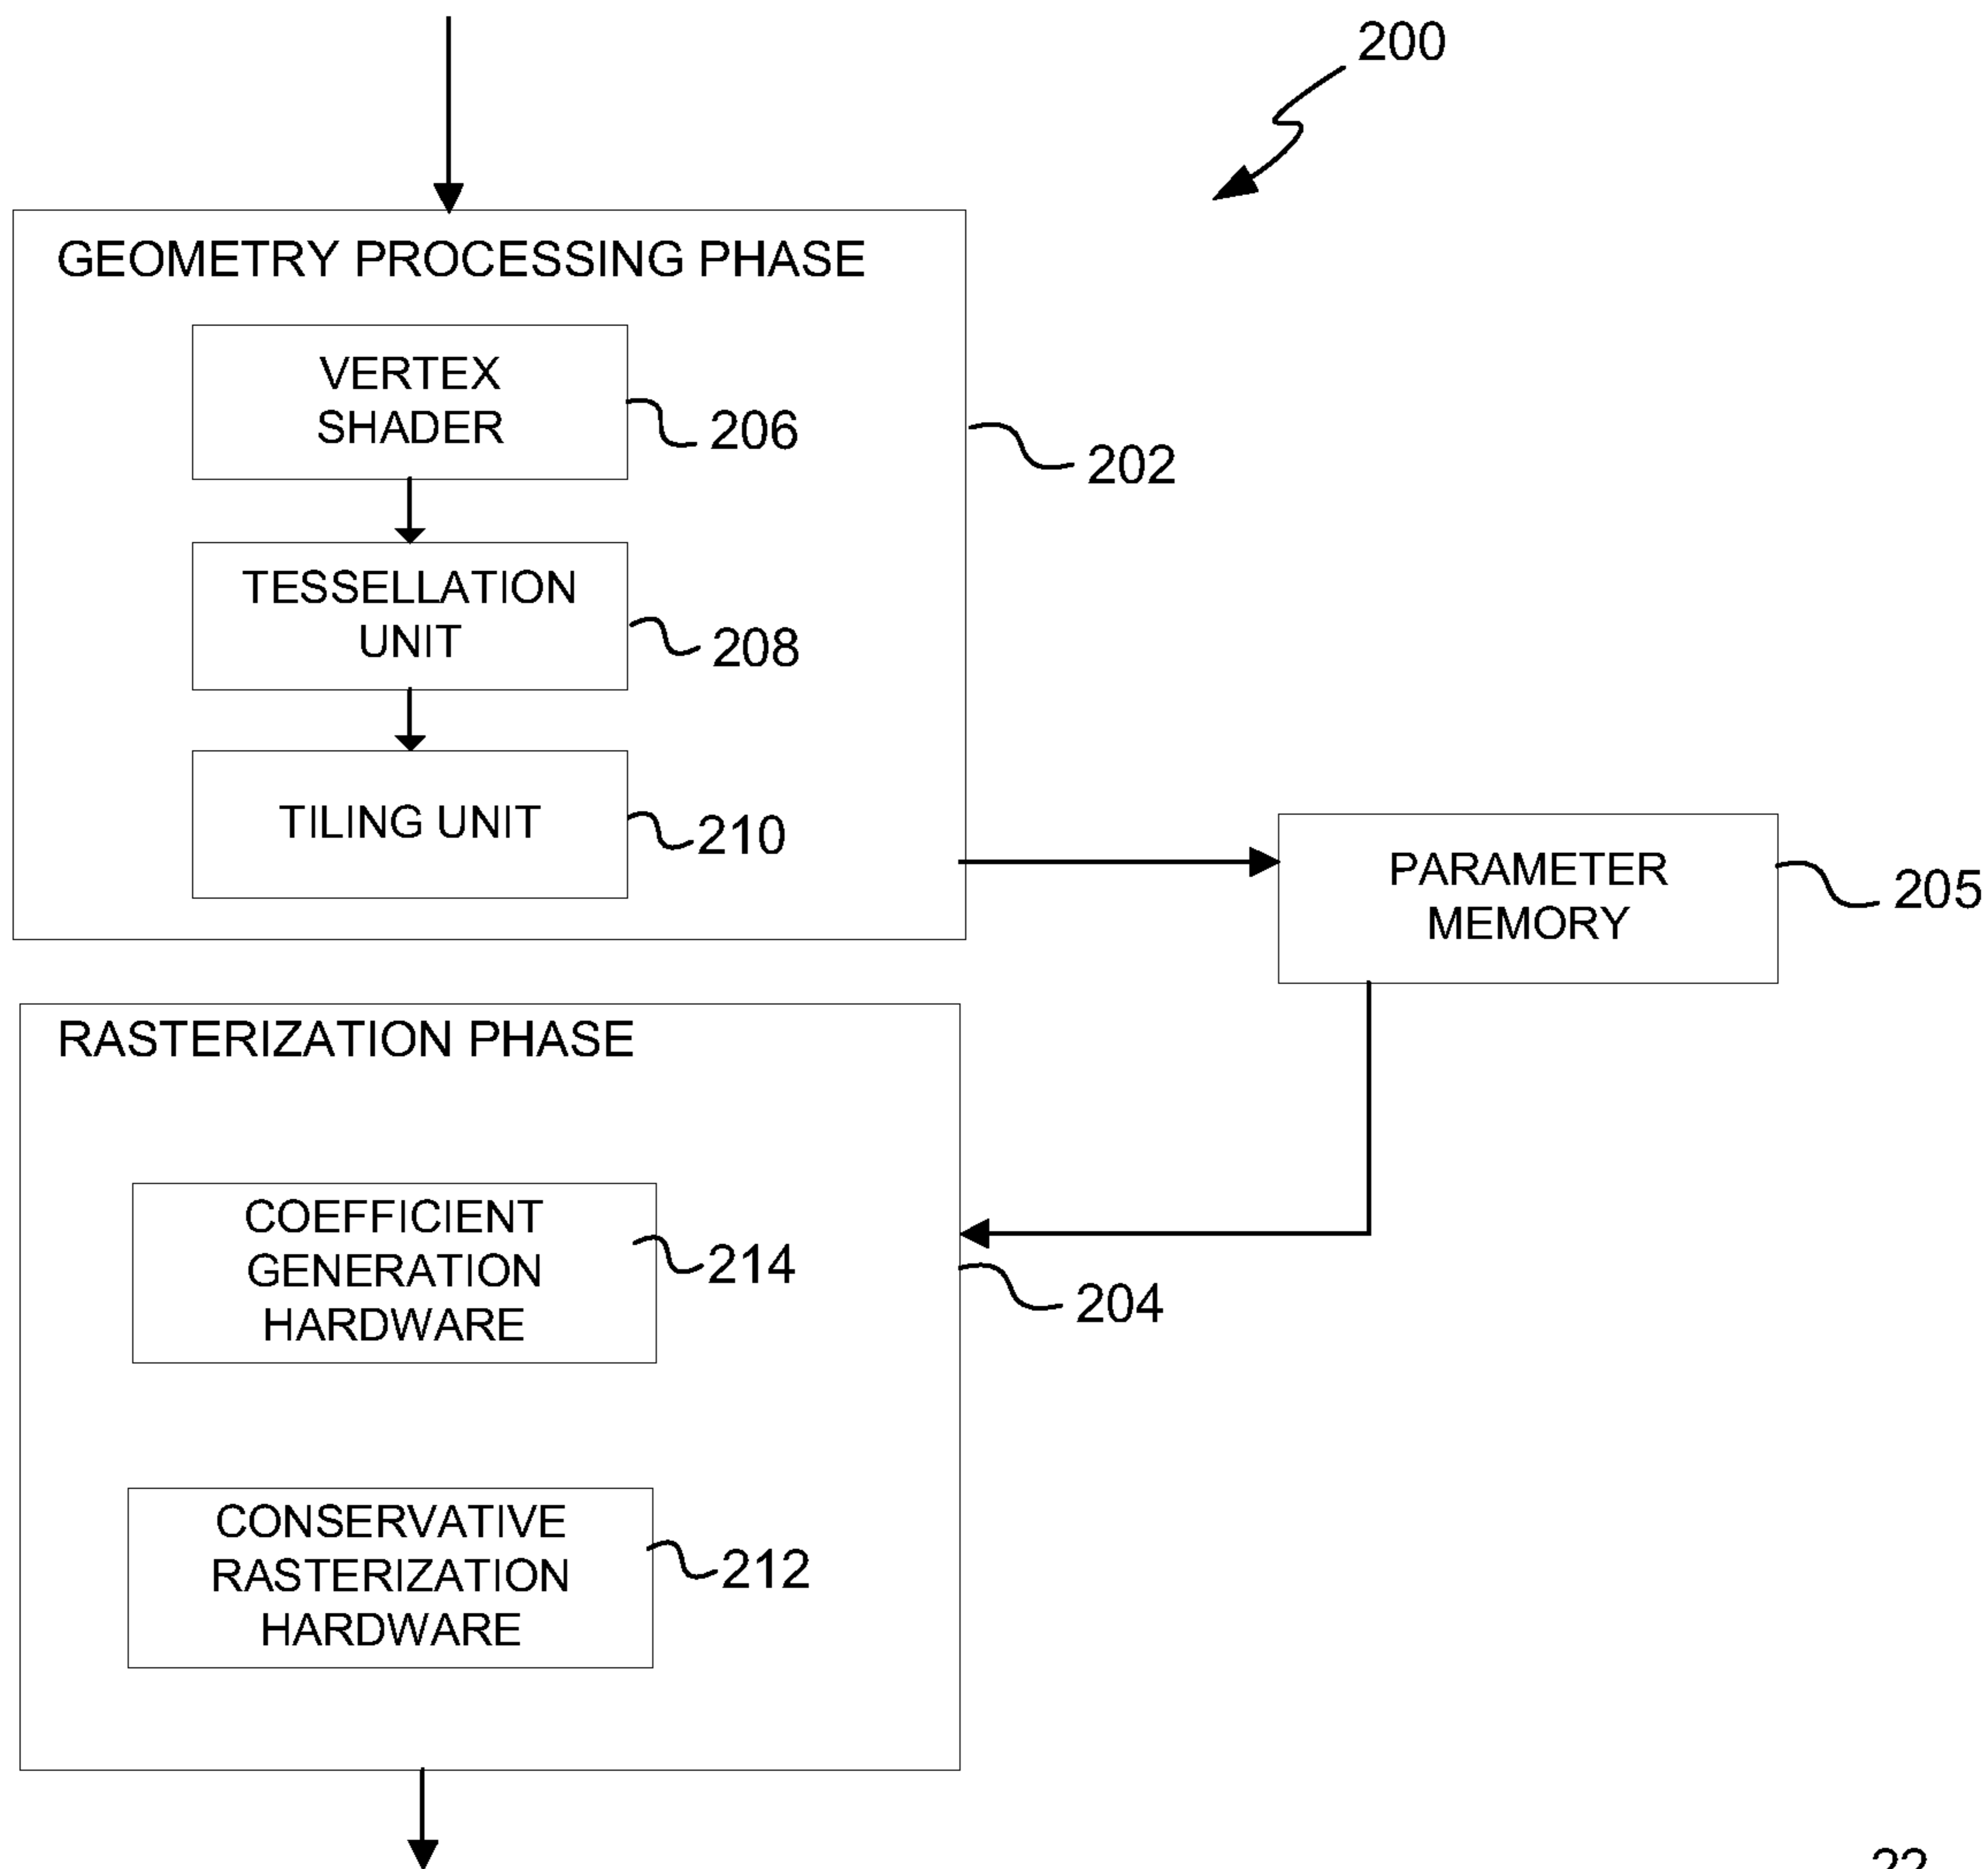 200
GEOMETRY PROCESSING PHASE
VERTEX
SHADER
206
202
TESSELLATION
UNIT
208
TILING UNIT
210
PARAMETER
MEMORY
205
RASTERIZATION PHASE
COEFFICIENT
GENERATION
HARDWARE
214
204
CONSERVATIVE
RASTERIZATION
HARDWARE
212